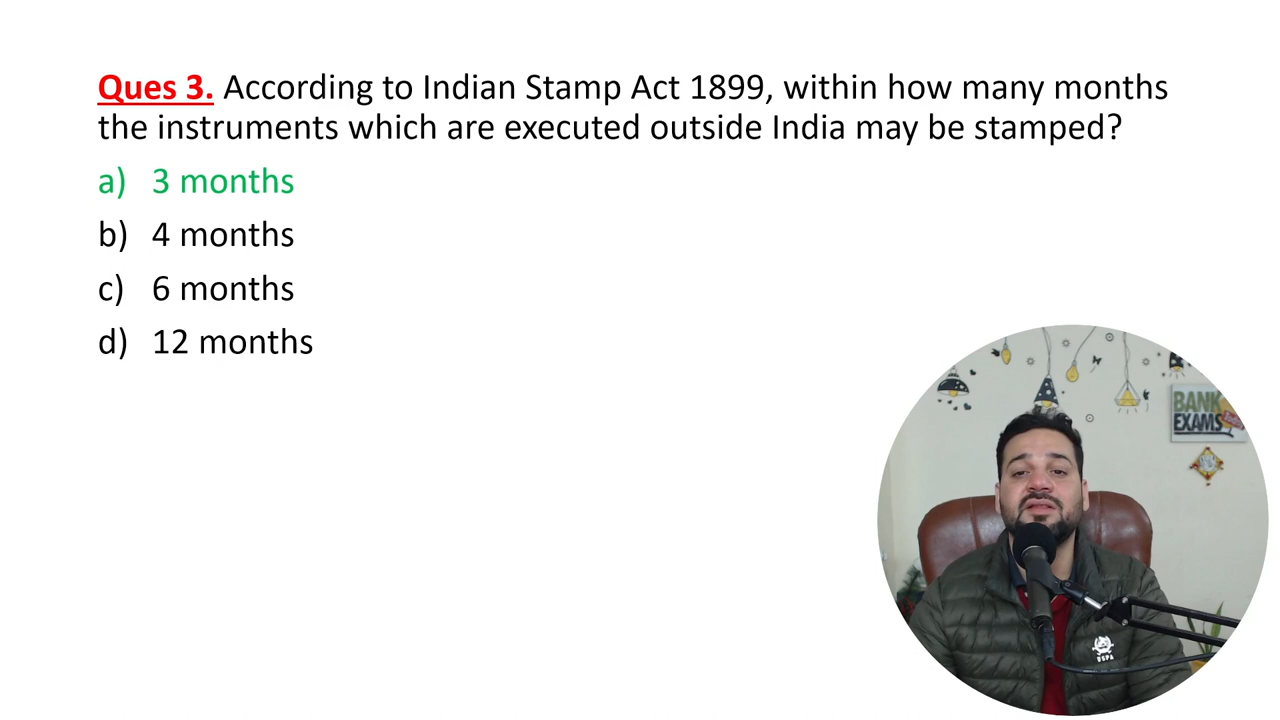 Ques 3. According to Indian Stamp Act 1899, within how many months
the instruments which are executed outside India may be stamped?
a) 3 months
b) 4 months
c) 6 months
d) 12 months
BANK
EXAMS
USPA